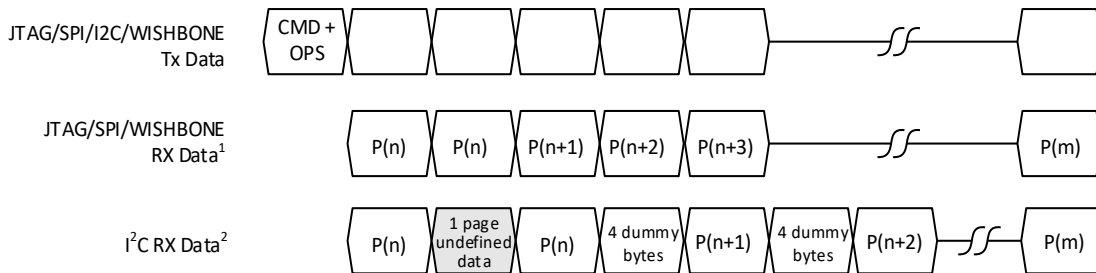 JTAG/SPI/I2C/WISHBONE
Tx Data
CMD +
OPS
JTAG/SPI/WISHBONE
RX Data¹
P(n)
P(n)
P(n+1)
P(n+2)
P(n+3)
P(m)
I²C RX Data²
P(n)
1 page
undefined
data
P(n)
4 dummy
bytes
P(n+1)
4 dummy
bytes
P(n+2)
P(m)